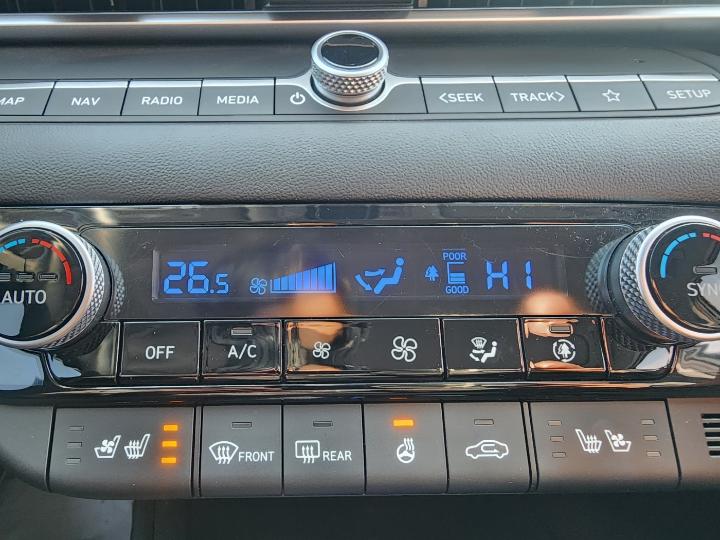 MAP NAV RADIO MEDIA <SEEK TRACK> SETUP
26.5 POOR GOOD HI
AUTO SYNC
OFF A/C
FRONT REAR